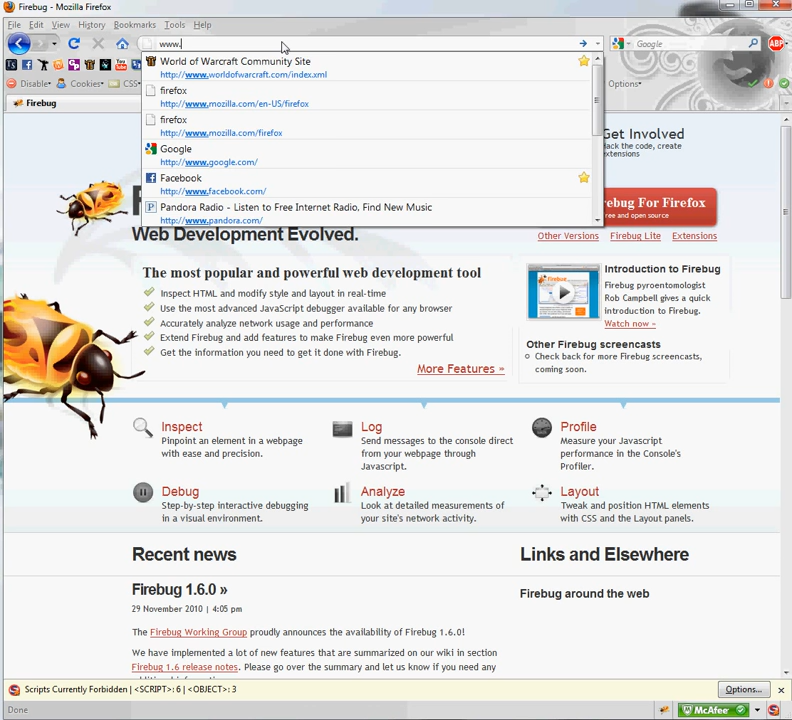 Firebug - Mozilla Firefox
File Edit View History Bookmarks Tools Help
www.
Google
ABP
Disable Cookies CSS Options
Firebug
World of Warcraft Community Site
http://www.worldofwarcraft.com/index.xml
firefox
http://www.mozilla.com/en-US/firefox
firefox
http://www.mozilla.com/firefox
Google
http://www.google.com/
Facebook
http://www.facebook.com/
Pandora Radio - Listen to Free Internet Radio, Find New Music
http://www.pandora.com/
Get Involved
Hack the code, create
extensions
ebug For Firefox
ree and open source
Web Development Evolved.
Other Versions Firebug Lite Extensions
The most popular and powerful web development tool
Inspect HTML and modify style and layout in real-time
Use the most advanced JavaScript debugger available for any browser
Accurately analyze network usage and performance
Extend Firebug and add features to make Firebug even more powerful
Get the information you need to get it done with Firebug.
More Features »
Introduction to Firebug
Firebug pyroentomologist
Rob Campbell gives a quick
introduction to Firebug.
Watch now »
Other Firebug screencasts
Check back for more Firebug screencasts,
coming soon.
Inspect
Pinpoint an element in a webpage
with ease and precision.
Log
Send messages to the console direct
from your webpage through
Javascript.
Profile
Measure your Javascript
performance in the Console's
Profiler.
Debug
Step-by-step interactive debugging
in a visual environment.
Analyze
Look at detailed measurements of
your site's network activity.
Layout
Tweak and position HTML elements
with CSS and the Layout panels.
Recent news
Links and Elsewhere
Firebug 1.6.0 »
Firebug around the web
29 November 2010 | 4:05 pm
The Firebug Working Group proudly announces the availability of Firebug 1.6.0!
We have implemented a lot of new features that are summarized on our wiki in section
Firebug 1.6 release notes. Please go over the summary and let us know if you need any
Scripts Currently Forbidden | <SCRIPT>: 6 | <OBJECT>: 3
Options...
Done
McAfee